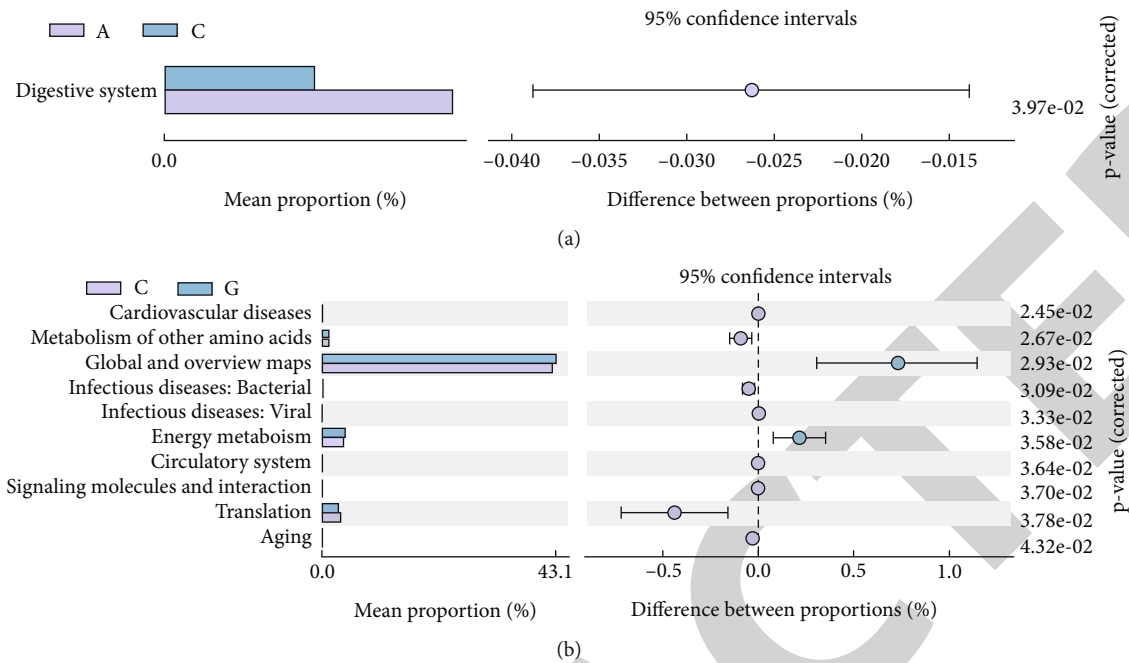 A C
95% confidence intervals
Digestive system
3.97e-02
p-value (corrected)
0.0
−0.040 −0.035 −0.030 −0.025 −0.020 −0.015
Mean proportion (%)
Difference between proportions (%)
(a)
C G
95% confidence intervals
Cardiovascular diseases 2.45e-02
Metabolism of other amino acids 2.67e-02
Global and overview maps 2.93e-02
Infectious diseases: Bacterial 3.09e-02
Infectious diseases: Viral 3.33e-02
Energy metaboism 3.58e-02
Circulatory system 3.64e-02
Signaling molecules and interaction 3.70e-02
Translation 3.78e-02
Aging 4.32e-02
p-value (corrected)
0.0 43.1
−0.5 0.0 0.5 1.0
Mean proportion (%)
Difference between proportions (%)
(b)